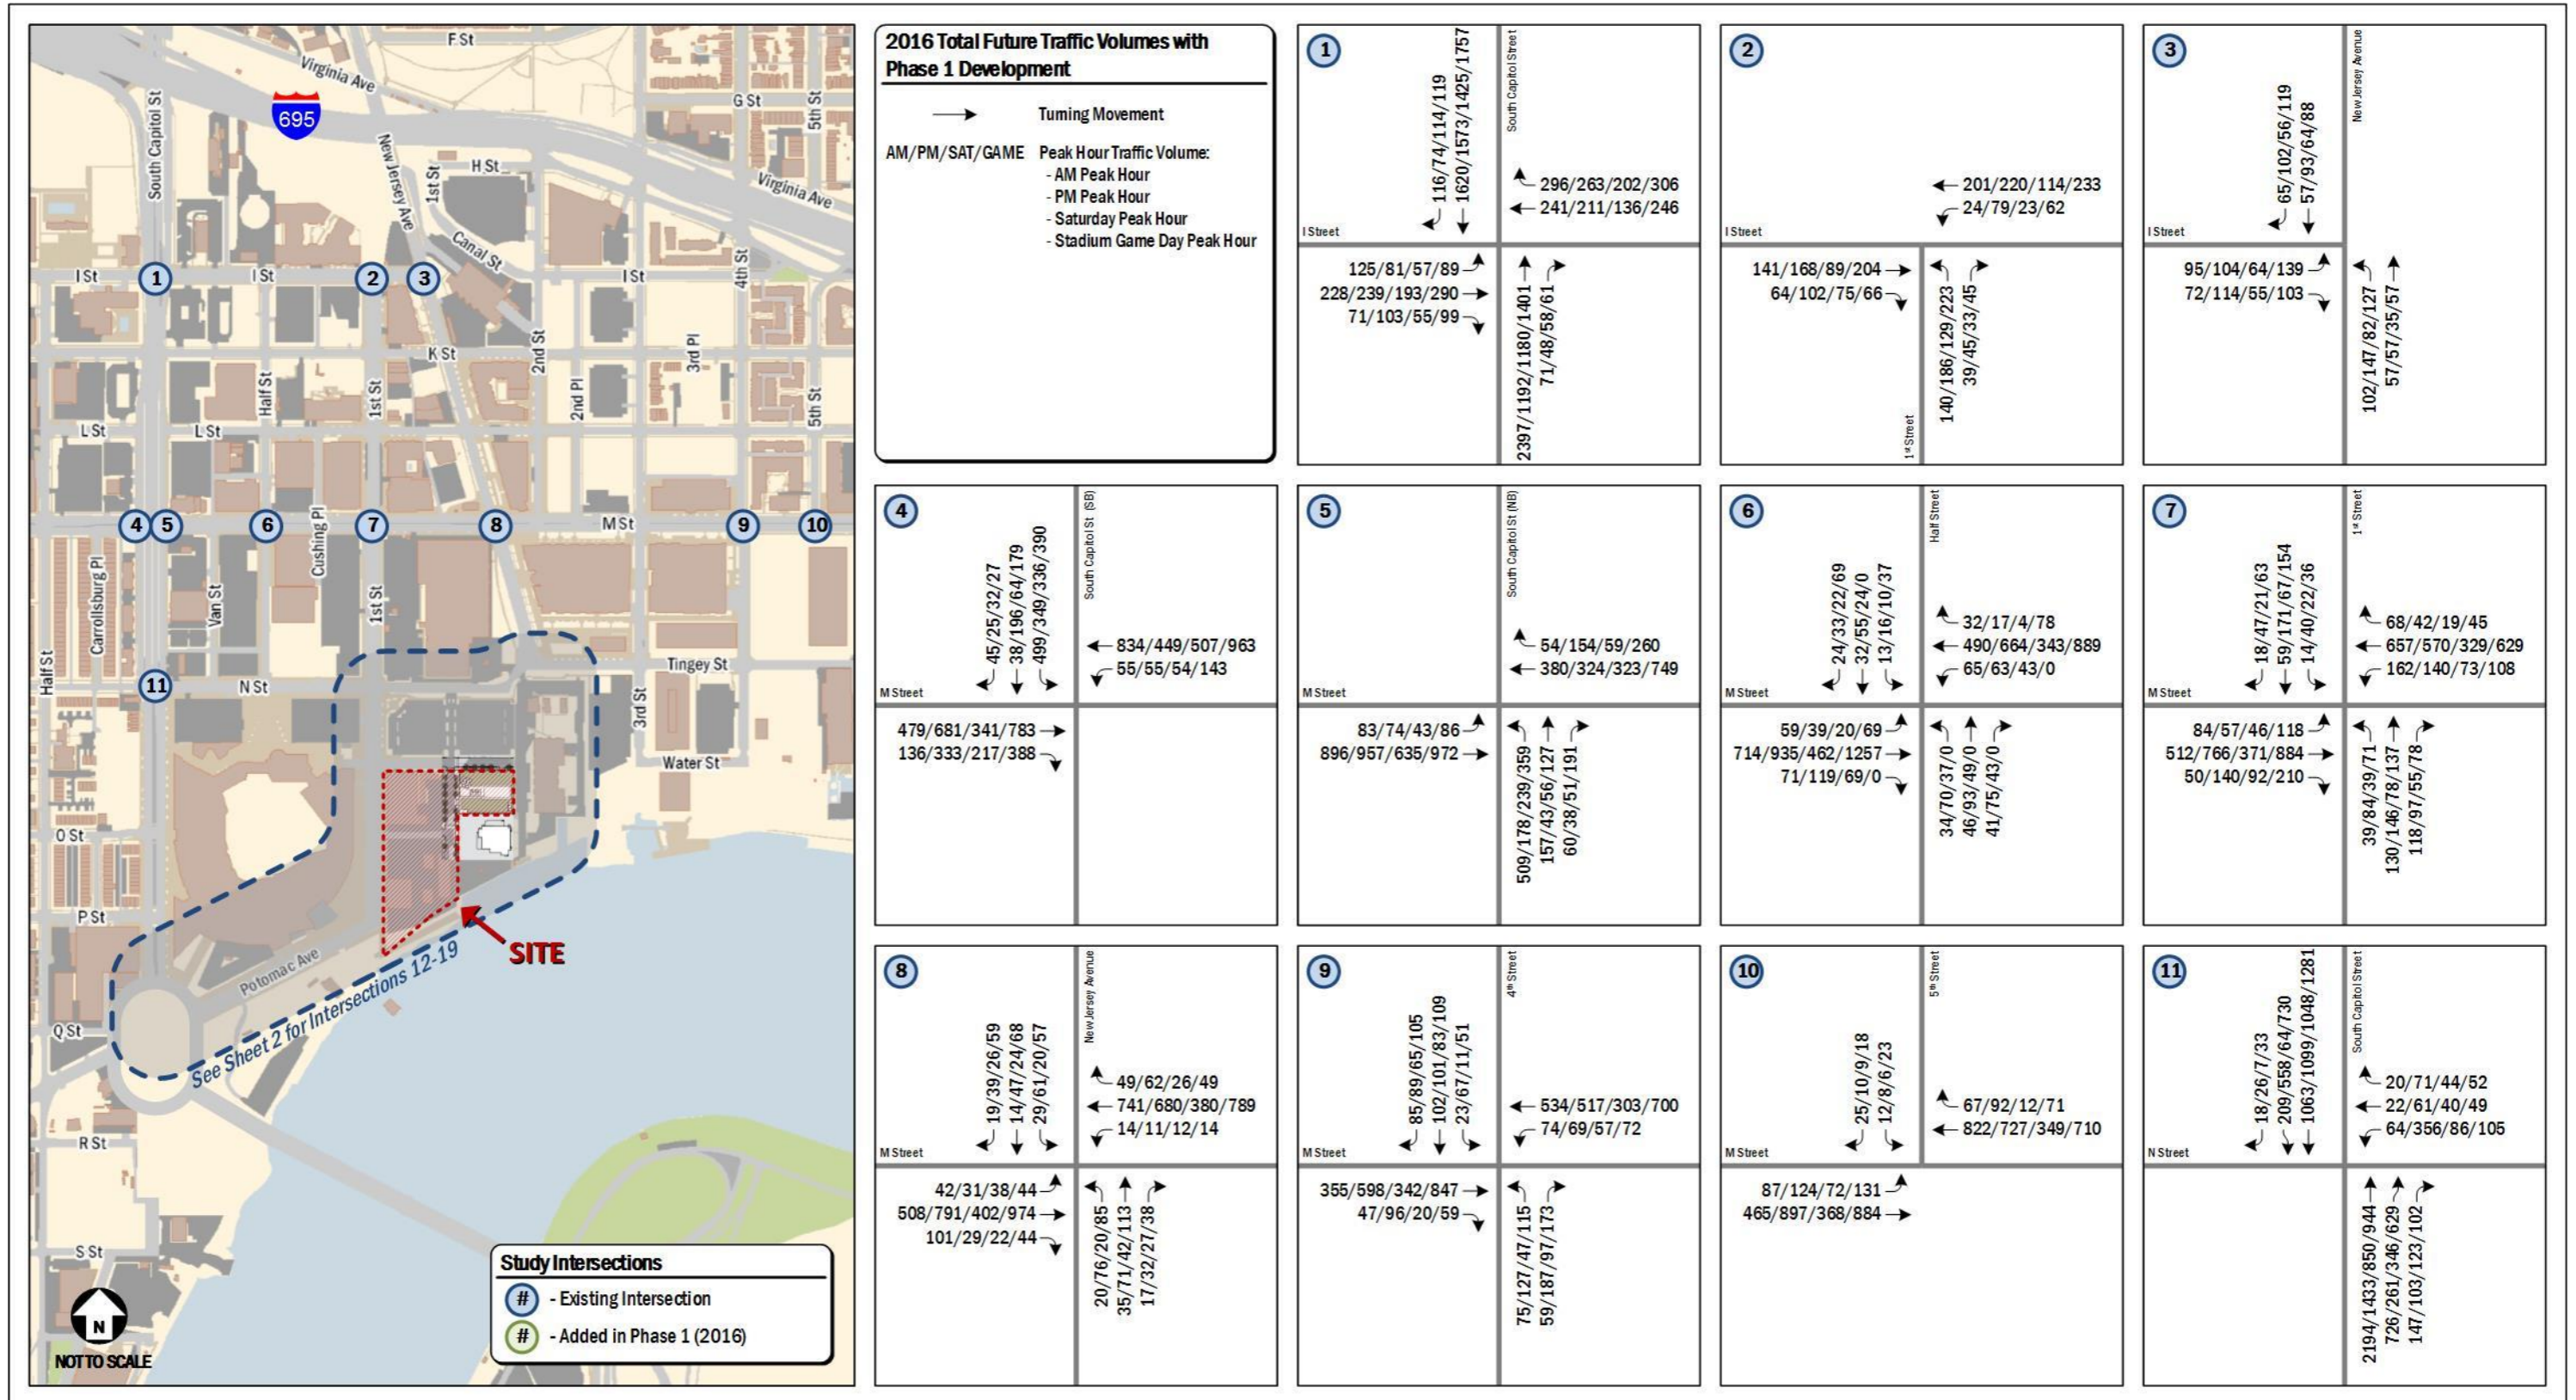 F St
Virginia Ave
South Capitol St
695
G St
5th St
New Jersey Ave
1st St
H St
Virginia Ave
Canal St
4th St
I St
1
I St
2
3
I St
K St
2nd St
3rd Pl
Half St
1st St
2nd Pl
5th St
L St
L St
4
5
6
Cushing Pl
7
8
M St
9
10
Carrollsburg Pl
Van St
1st St
Half St
11
N St
Tingey St
3rd St
Water St
O St
P St
SITE
Potomac Ave
See Sheet 2 for Intersections 12-19
Q St
R St
S St
N
NOT TO SCALE
Study Intersections
# - Existing Intersection
# - Added in Phase 1 (2016)
2016 Total Future Traffic Volumes with
Phase 1 Development
Turning Movement
AM/PM/SAT/GAME Peak Hour Traffic Volume:
- AM Peak Hour
- PM Peak Hour
- Saturday Peak Hour
- Stadium Game Day Peak Hour
1
116/74/114/119
1620/1573/1425/1757
South Capitol Street
296/263/202/306
241/211/136/246
I Street
125/81/57/89
228/239/193/290
71/103/55/99
2397/1192/1180/1401
71/48/58/61
2
201/220/114/233
24/79/23/62
I Street
141/168/89/204
64/102/75/66
1st Street
140/186/129/223
39/45/33/45
3
65/102/56/119
57/93/64/88
New Jersey Avenue
I Street
95/104/64/139
72/114/55/103
102/147/82/127
57/57/35/57
4
45/25/32/27
38/196/64/179
499/349/336/390
South Capitol St (SB)
834/449/507/963
55/55/54/143
M Street
479/681/341/783
136/333/217/388
5
South Capitol St (NB)
54/154/59/260
380/324/323/749
M Street
83/74/43/86
896/957/635/972
509/178/239/359
157/43/56/127
60/38/51/191
6
24/33/22/69
32/55/24/0
13/16/10/37
Half Street
32/17/4/78
490/664/343/889
65/63/43/0
M Street
59/39/20/69
714/935/462/1257
71/119/69/0
34/70/37/0
46/93/49/0
41/75/43/0
7
18/47/21/63
59/171/67/154
14/40/22/36
1st Street
68/42/19/45
657/570/329/629
162/140/73/108
M Street
84/57/46/118
512/766/371/884
50/140/92/210
39/84/39/71
130/146/78/137
118/97/55/78
8
19/39/26/59
14/47/24/68
29/61/20/57
New Jersey Avenue
49/62/26/49
741/680/380/789
14/11/12/14
M Street
42/31/38/44
508/791/402/974
101/29/22/44
20/76/20/85
35/71/42/113
17/32/27/38
9
85/89/65/105
102/101/83/109
23/67/11/51
4th Street
534/517/303/700
74/69/57/72
M Street
355/598/342/847
47/96/20/59
75/127/47/115
59/187/97/173
10
25/10/9/18
12/8/6/23
5th Street
67/92/12/71
822/727/349/710
M Street
87/124/72/131
465/897/368/884
11
18/26/7/33
209/558/64/730
1063/1099/1048/1281
South Capitol Street
20/71/44/52
22/61/40/49
64/356/86/105
N Street
2194/1433/850/944
726/261/346/629
147/103/123/102